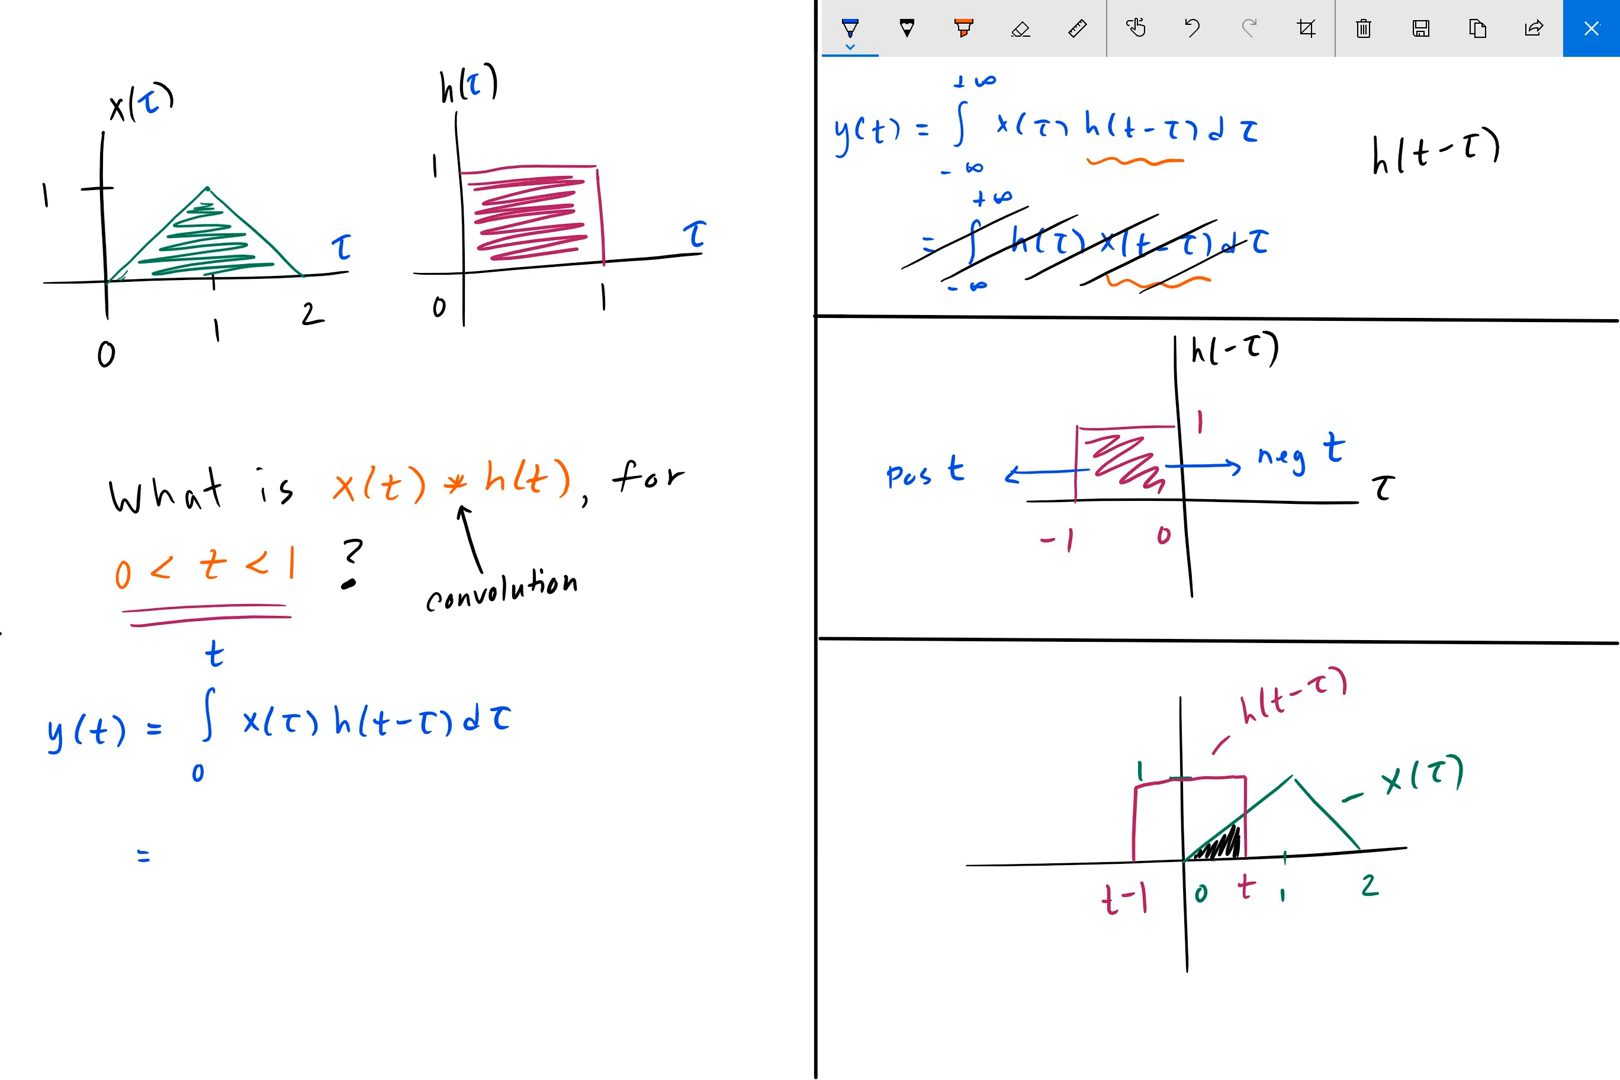 x(τ)
1
τ
0
1
2
h(τ)
1
τ
0
1
What is x(t) * h(t), for
0 < t < 1 ?
convolution
t
y(t) = ∫ x(τ) h(t-τ) dτ
0
=
+∞
y(t) = ∫ x(τ) h(t-τ) dτ
-∞
h(t-τ)
+∞
= ∫ h(τ) x(t-τ) dτ
-∞
h(-τ)
1
pos t
neg t
τ
-1
0
h(t-τ)
1
x(τ)
t-1
0
t
1
2